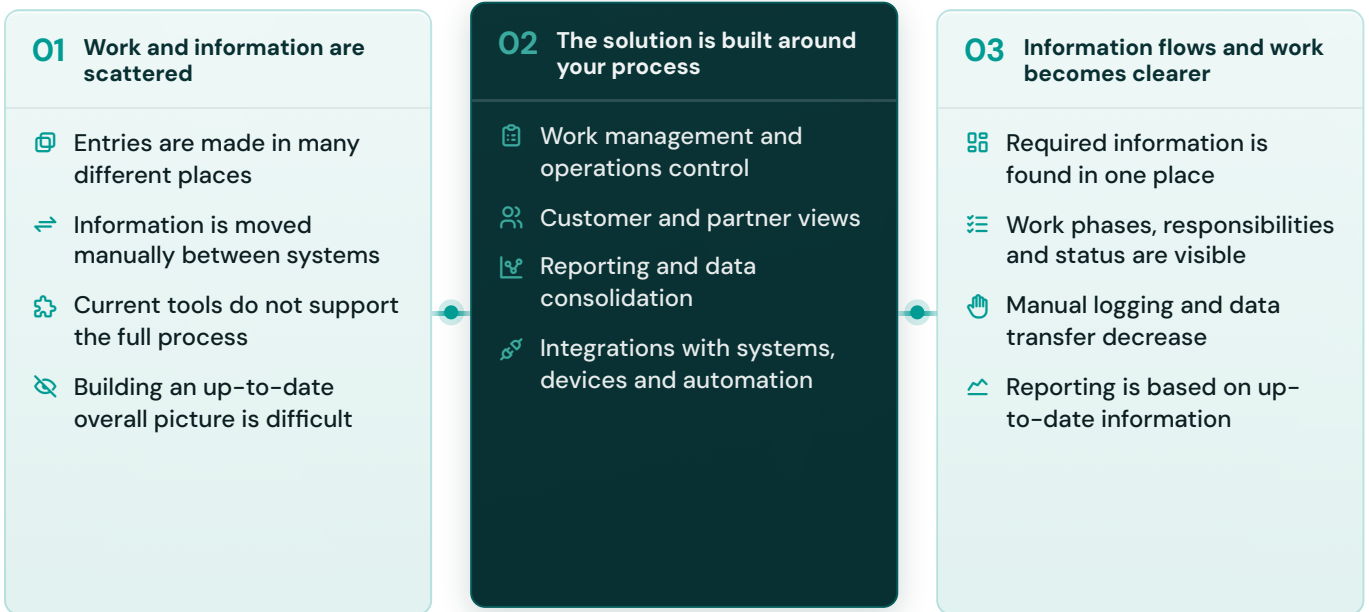 01 Work and information are
scattered
Entries are made in many
different places
Information is moved
manually between systems
Current tools do not support
the full process
Building an up-to-date
overall picture is difficult
02 The solution is built around
your process
Work management and
operations control
Customer and partner views
Reporting and data
consolidation
Integrations with systems,
devices and automation
03 Information flows and work
becomes clearer
Required information is
found in one place
Work phases, responsibilities
and status are visible
Manual logging and data
transfer decrease
Reporting is based on up-
to-date information